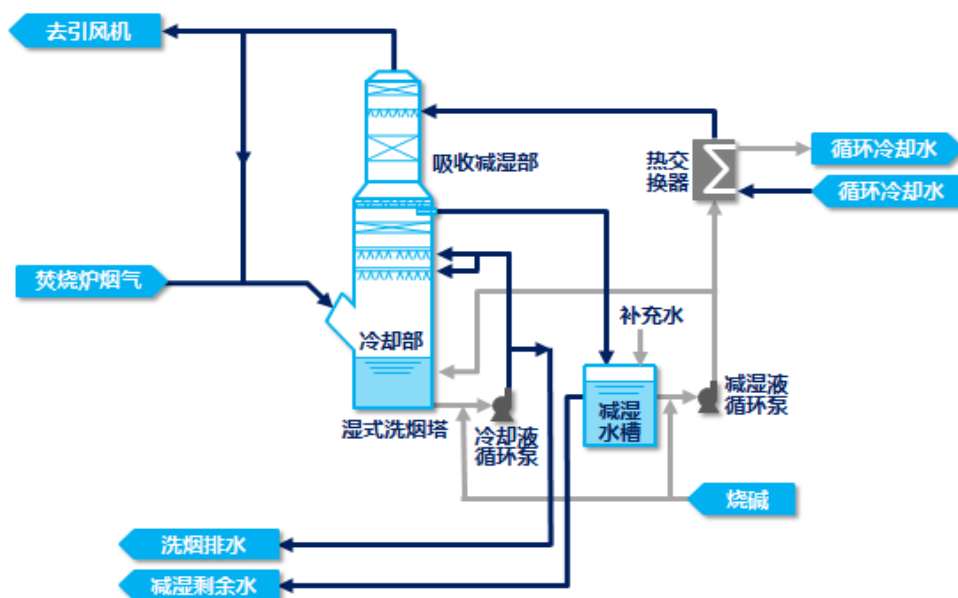 去引风机
吸收减湿部
热交
换器
循环冷却水
循环冷却水
焚烧炉烟气
补充水
冷却部
减湿液
循环泵
减湿
水槽
湿式洗烟塔
冷却液
循环泵
烧碱
洗烟排水
减湿剩余水